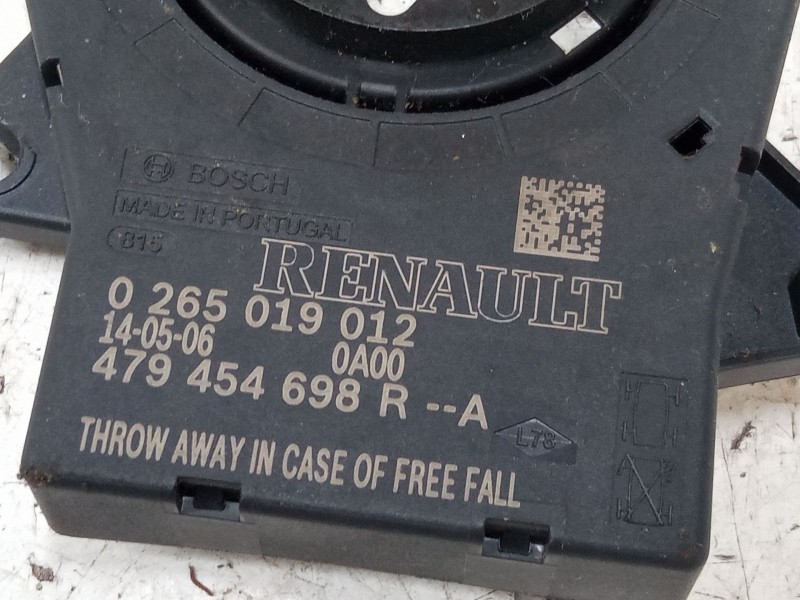 BOSCH
MADE IN PORTUGAL
815
RENAULT
0 265 019 012
14-05-06 0A00
479 454 698 R --A
L78
THROW AWAY IN CASE OF FREE FALL